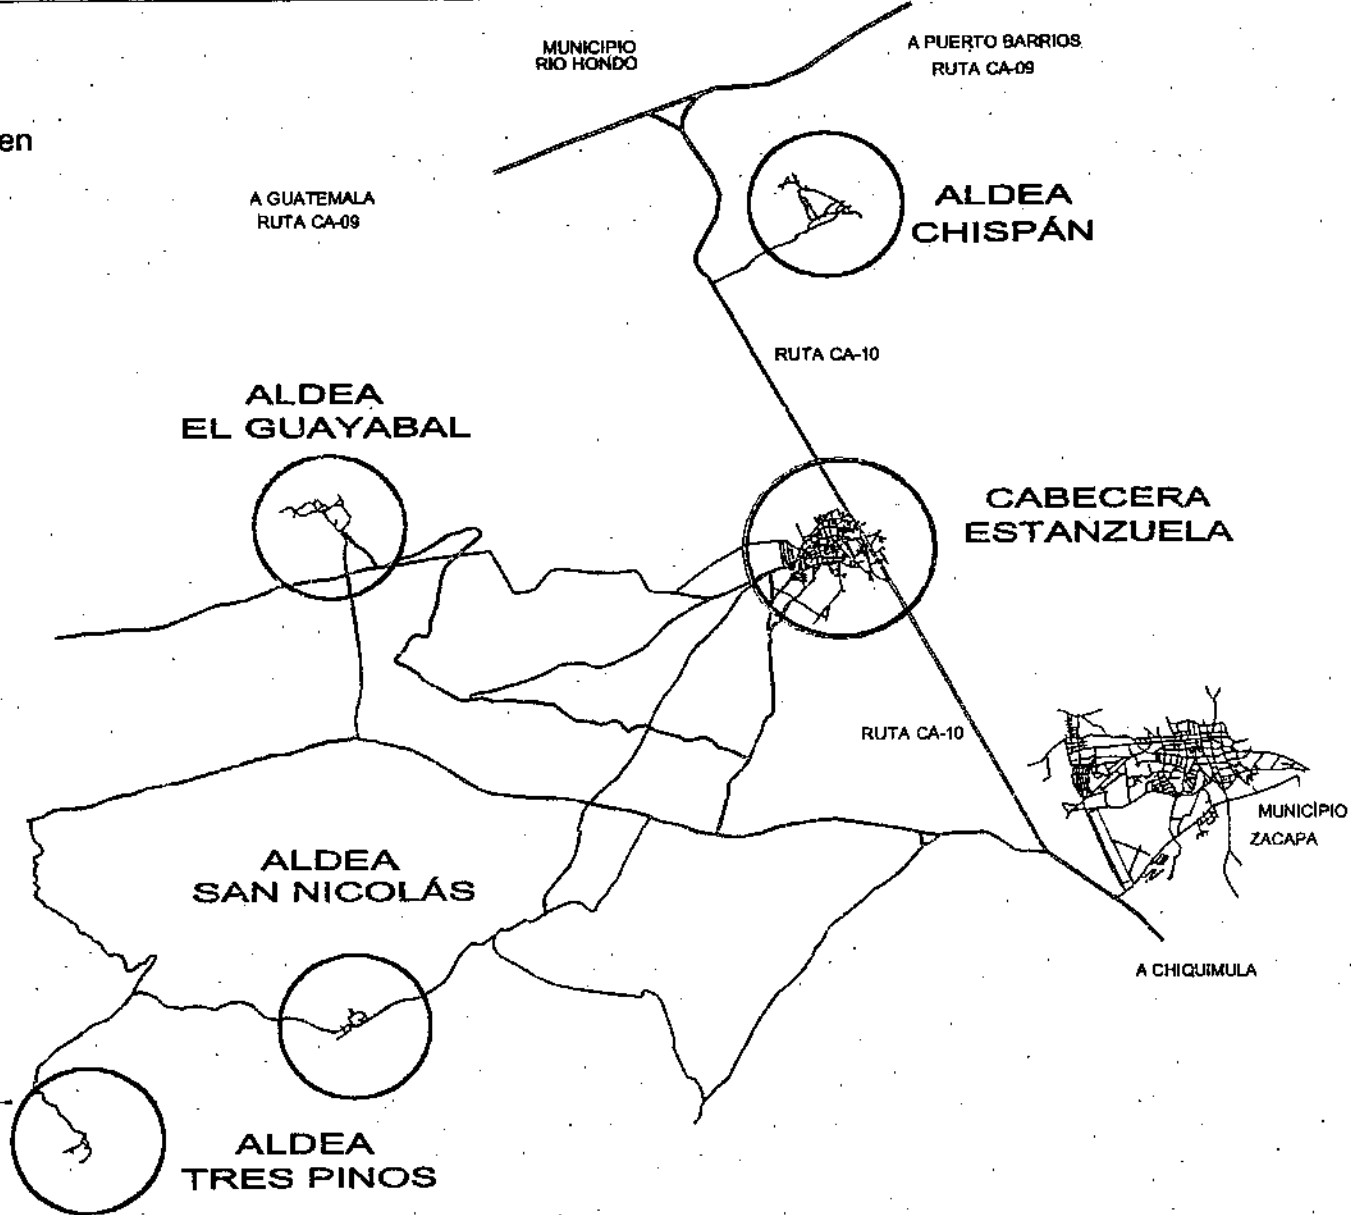 MUNICIPIO
RIO HONDO
A PUERTO BARRIOS
RUTA CA-09
en
A GUATEMALA
RUTA CA-09
ALDEA
CHISPÁN
RUTA CA-10
ALDEA
EL GUAYABAL
CABECERA
ESTANZUELA
RUTA CA-10
MUNICIPIO
ZACAPA
ALDEA
SAN NICOLÁS
A CHIQUIMULA
ALDEA
TRES PINOS